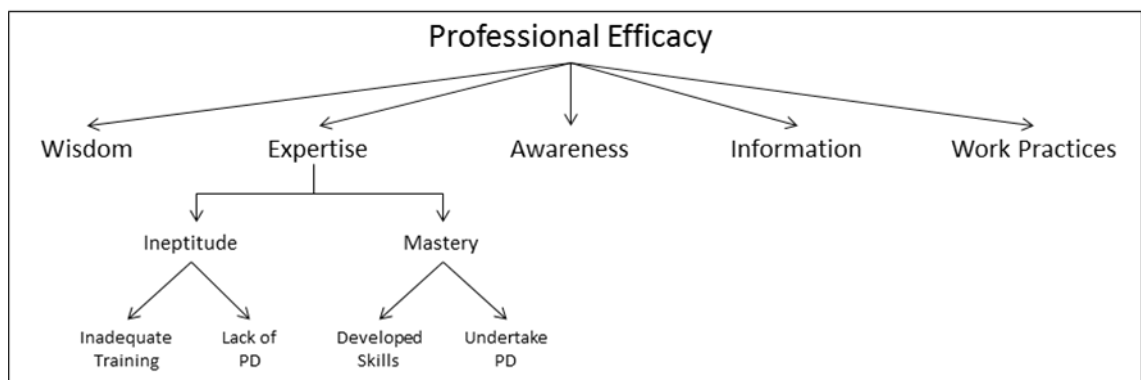 Professional Efficacy
Wisdom Expertise Awareness Information Work Practices
Ineptitude Mastery
Inadequate Lack of Developed Undertake
Training PD Skills PD